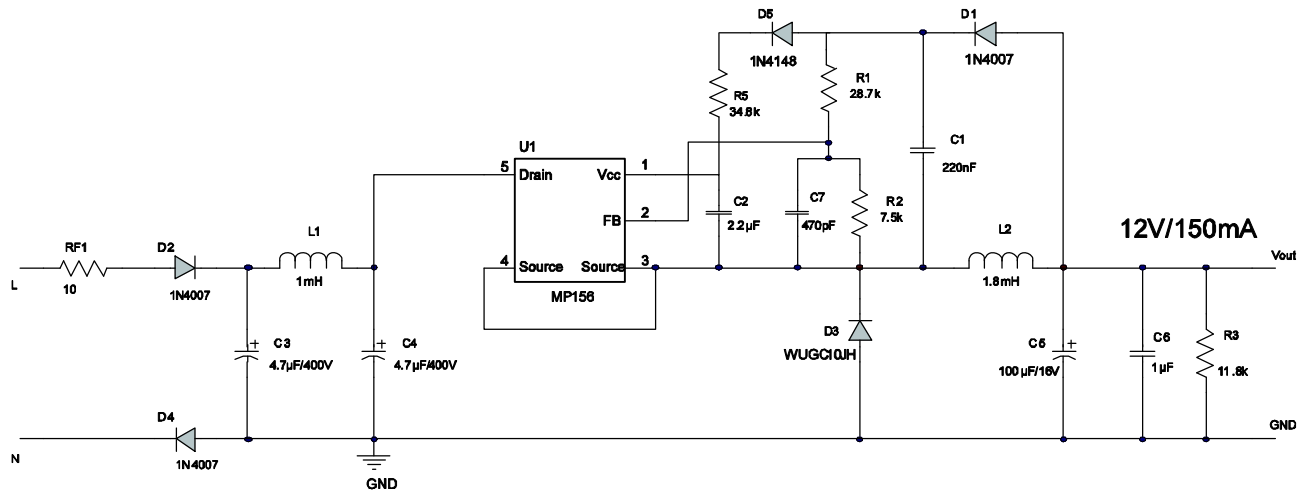 D5
1N4148
D1
1N4007
R5
34.8k
R1
28.7k
C1
220nF
U1
5
Drain
Vcc
1
FB
2
4
Source
Source
3
MP156
C2
2.2µF
C7
470pF
R2
7.5k
12V/150mA
L2
1.8mH
Vout
RF1
10
L
D2
1N4007
L1
1mH
C3
4.7µF/400V
C4
4.7µF/400V
D3
WUGC10JH
C5
100µF/16V
C6
1µF
R3
11.8k
D4
1N4007
N
GND
GND